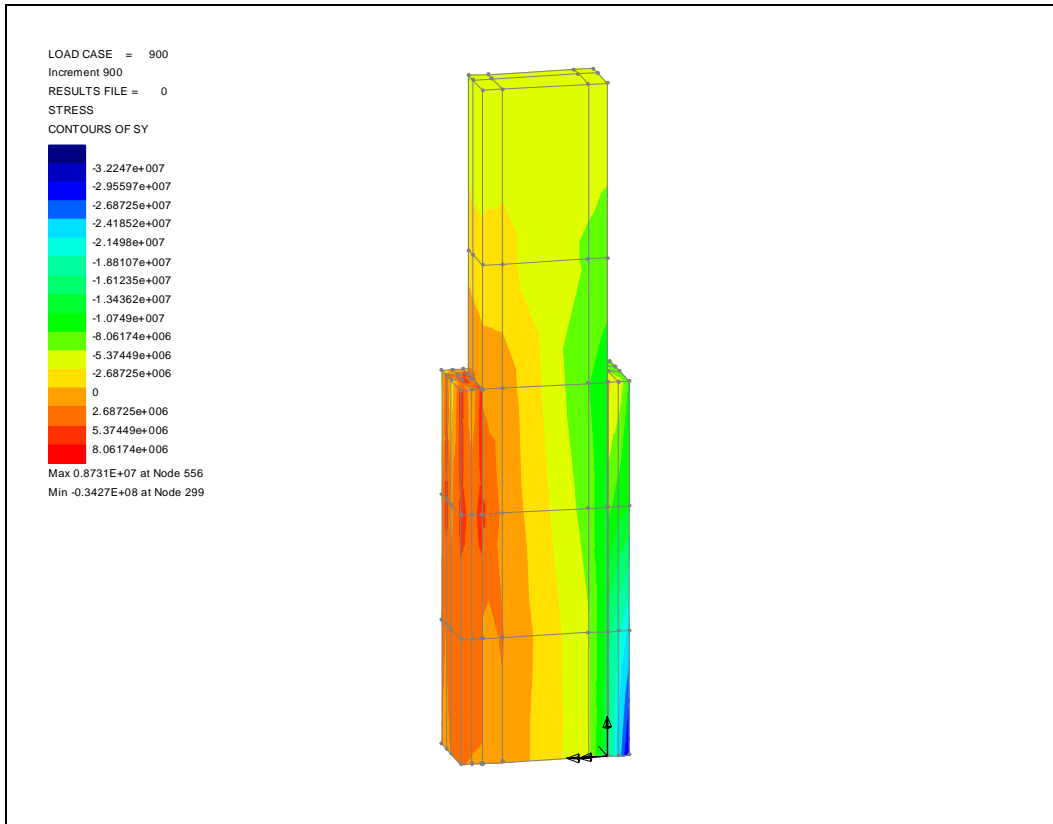 LOAD CASE = 900
Increment 900
RESULTS FILE = 0
STRESS
CONTOURS OF SY
-3.2247e+007
-2.95597e+007
-2.68725e+007
-2.41852e+007
-2.1498e+007
-1.88107e+007
-1.61235e+007
-1.34362e+007
-1.0749e+007
-8.06174e+006
-5.37449e+006
-2.68725e+006
0
2.68725e+006
5.37449e+006
8.06174e+006
Max 0.8731E+07 at Node 556
Min -0.3427E+08 at Node 299